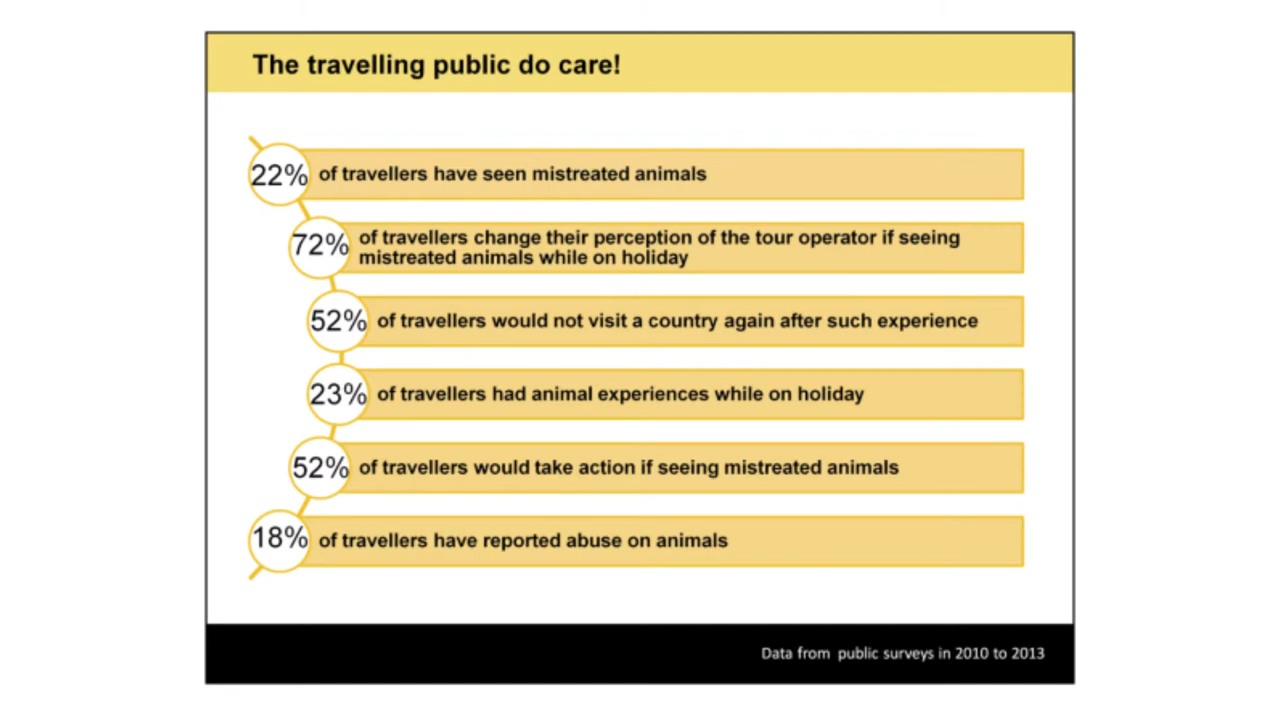 The travelling public do care!
22% of travellers have seen mistreated animals
72% of travellers change their perception of the tour operator if seeing
mistreated animals while on holiday
52% of travellers would not visit a country again after such experience
23% of travellers had animal experiences while on holiday
52% of travellers would take action if seeing mistreated animals
18% of travellers have reported abuse on animals
Data from public surveys in 2010 to 2013